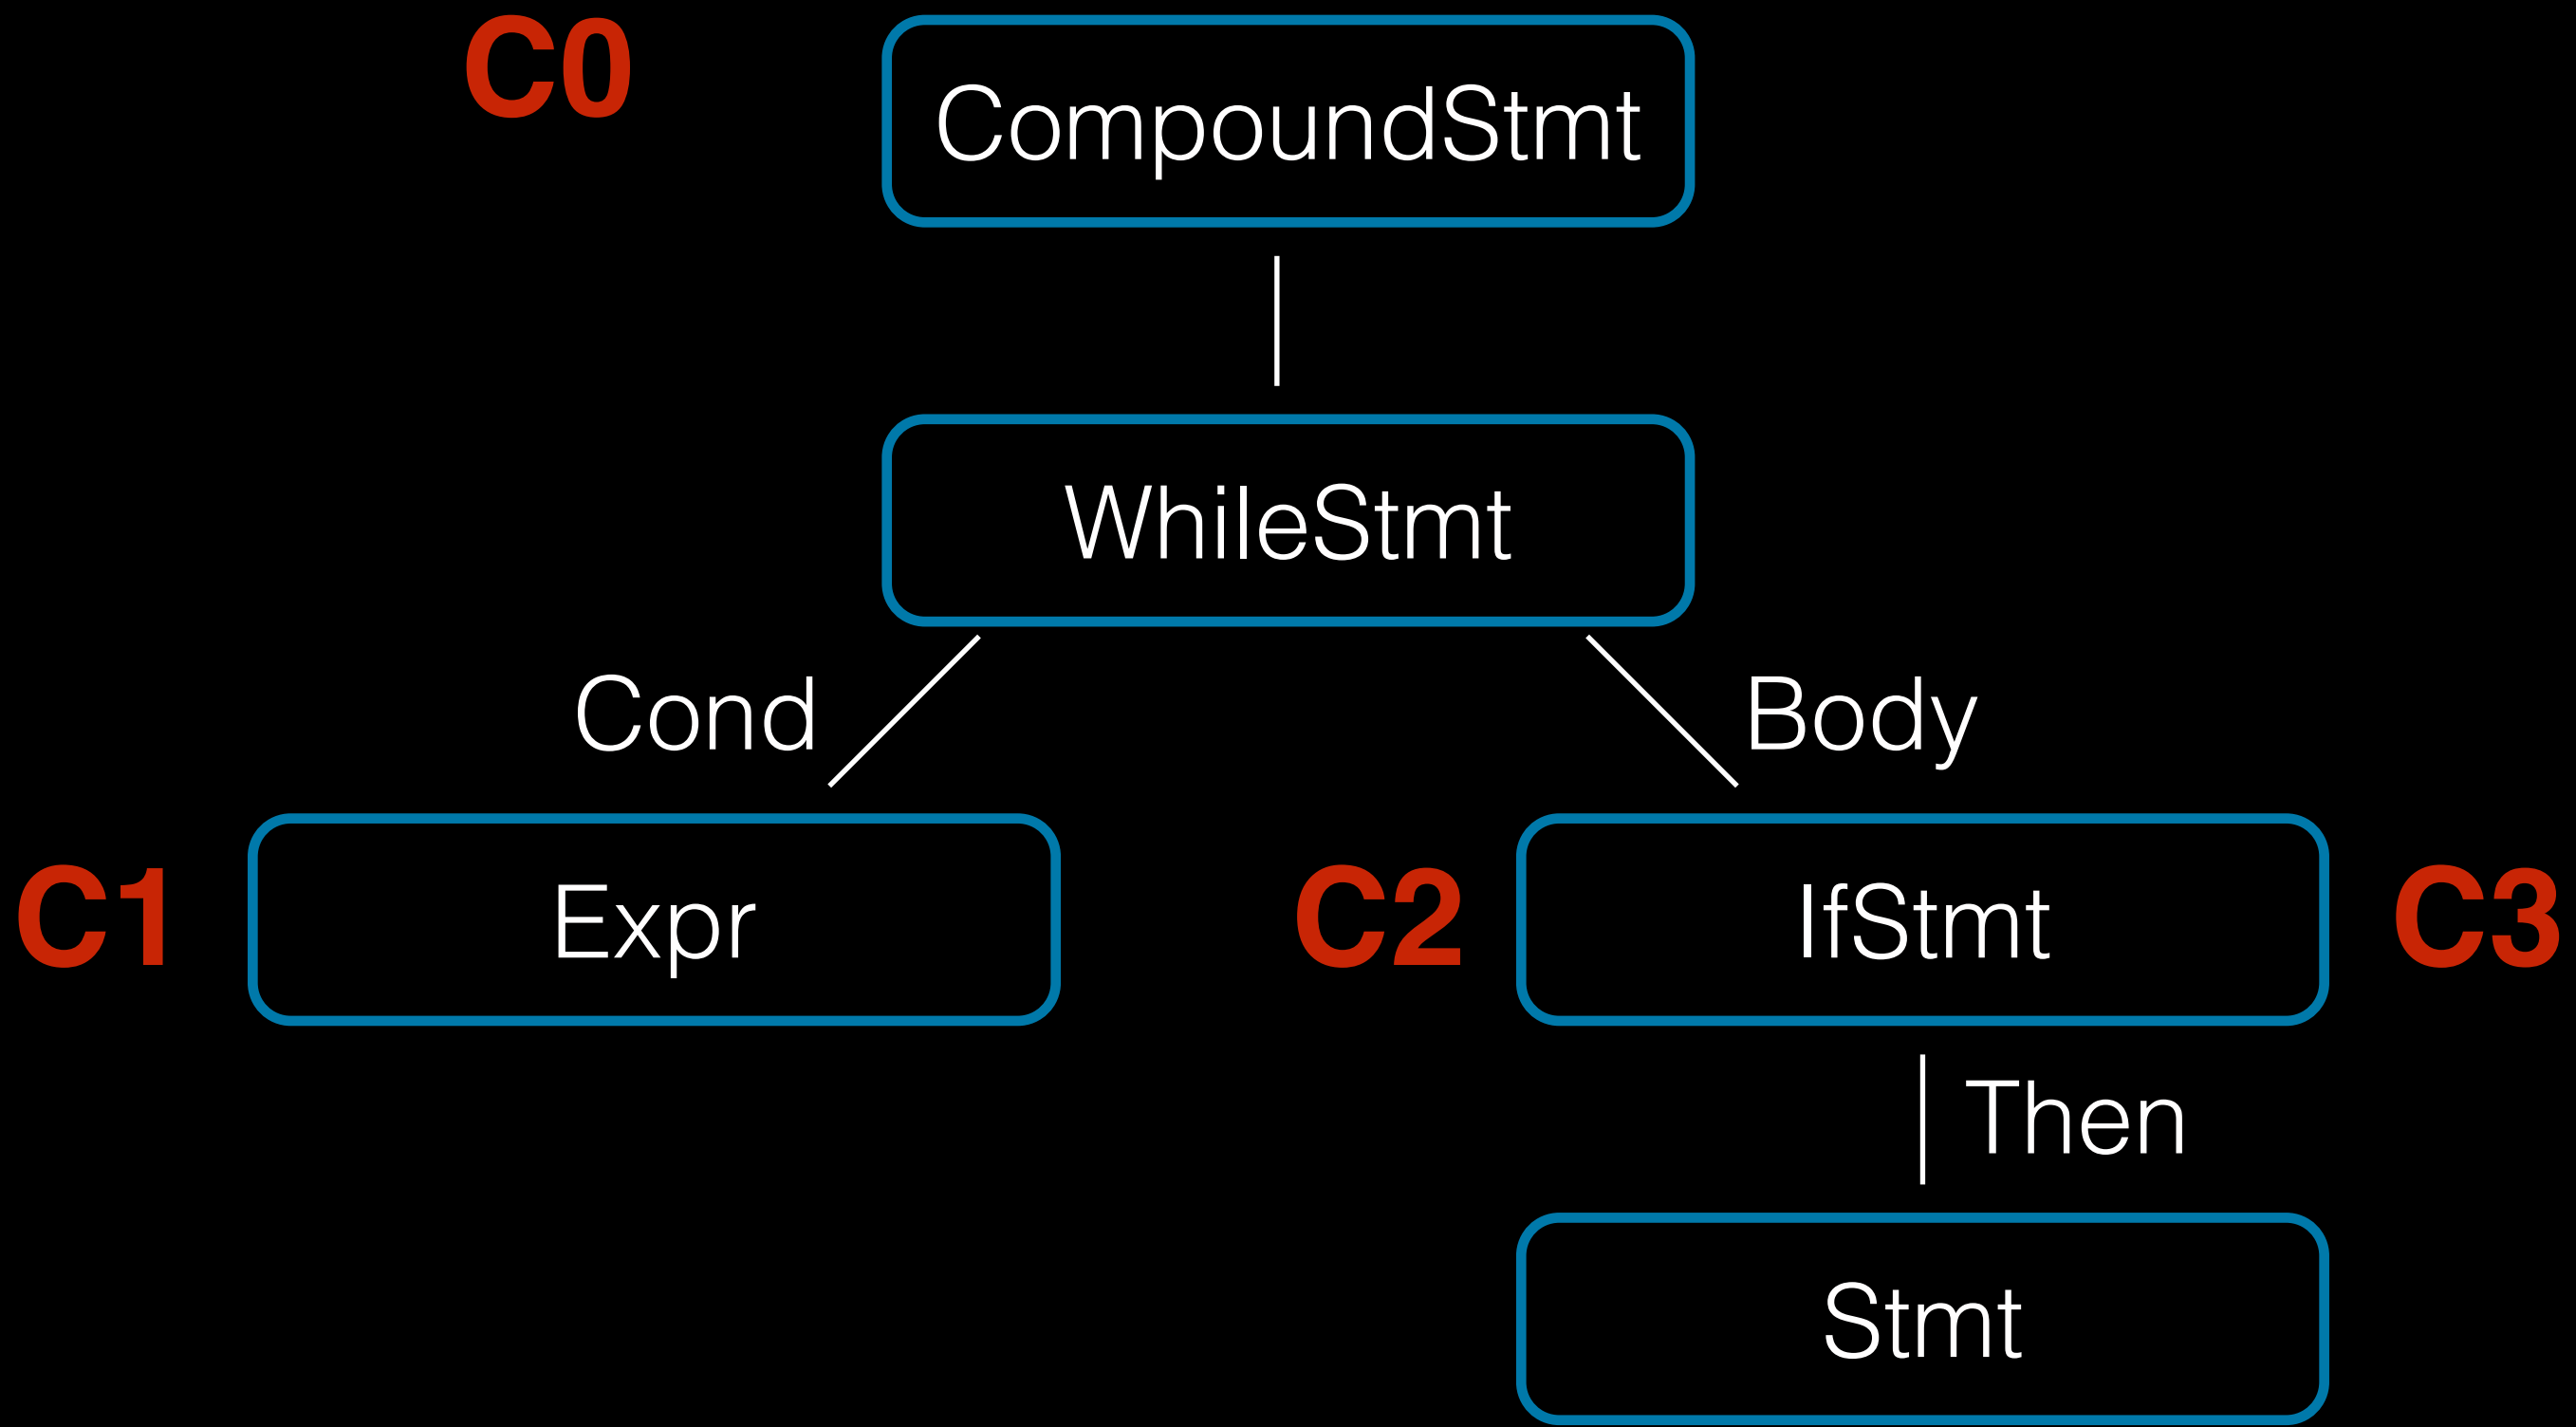 C0
CompoundStmt
WhileStmt
Cond
Body
C1
Expr
C2
IfStmt
C3
Then
Stmt